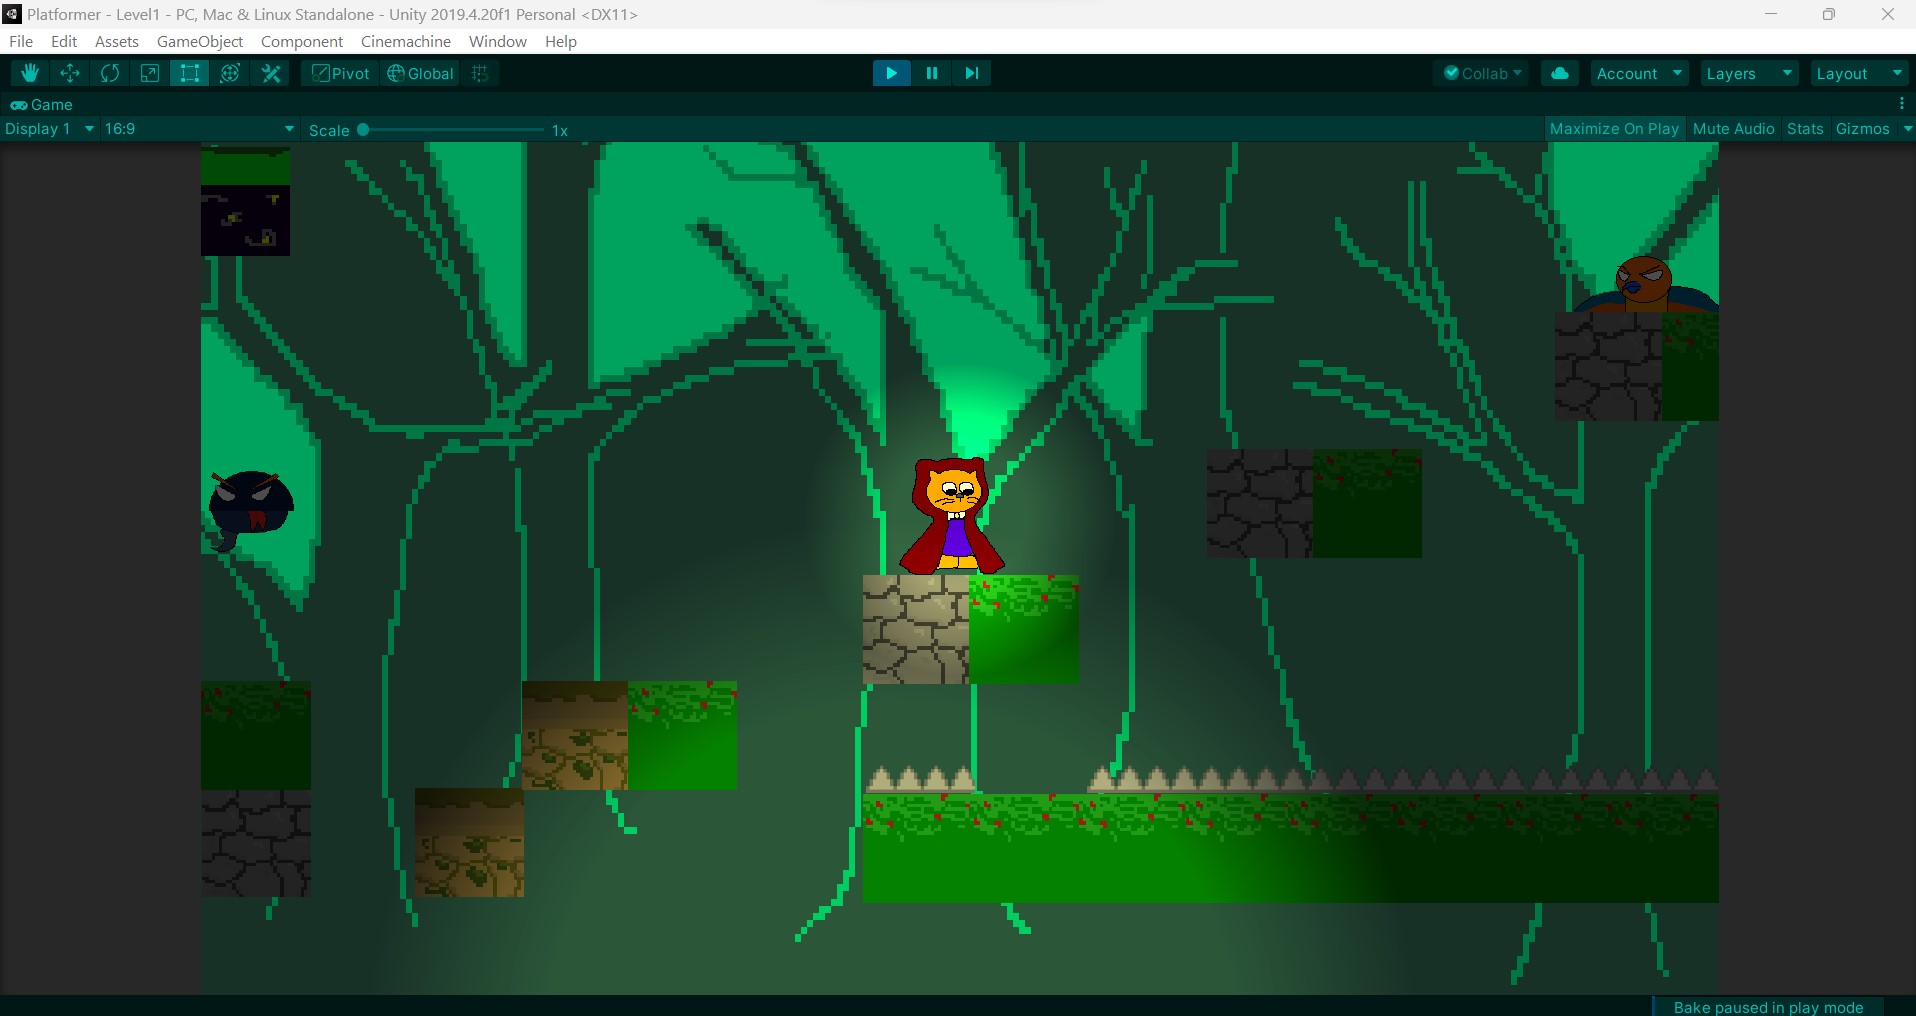 Platformer - Level1 - PC, Mac & Linux Standalone - Unity 2019.4.20f1 Personal <DX11>
File Edit Assets GameObject Component Cinemachine Window Help
Pivot Global Collab Account Layers Layout
Game
Display 1 16:9 Scale 1x Maximize On Play Mute Audio Stats Gizmos
Bake paused in play mode